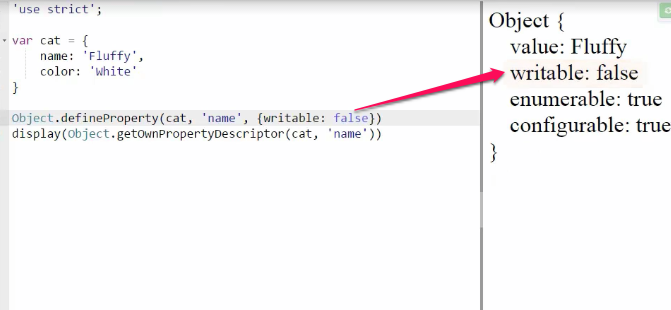 'use strict';
var cat = {
name: 'Fluffy',
color: 'White'
}
Object.defineProperty(cat, 'name', {writable: false})
display(Object.getOwnPropertyDescriptor(cat, 'name'))
Object {
value: Fluffy
writable: false
enumerable: true
configurable: true
}